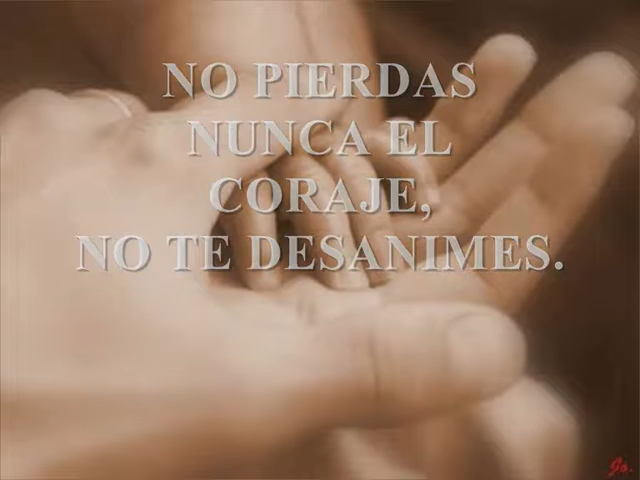 NO PIERDAS
NUNCA EL
CORAJE,
NO TE DESANIMES.